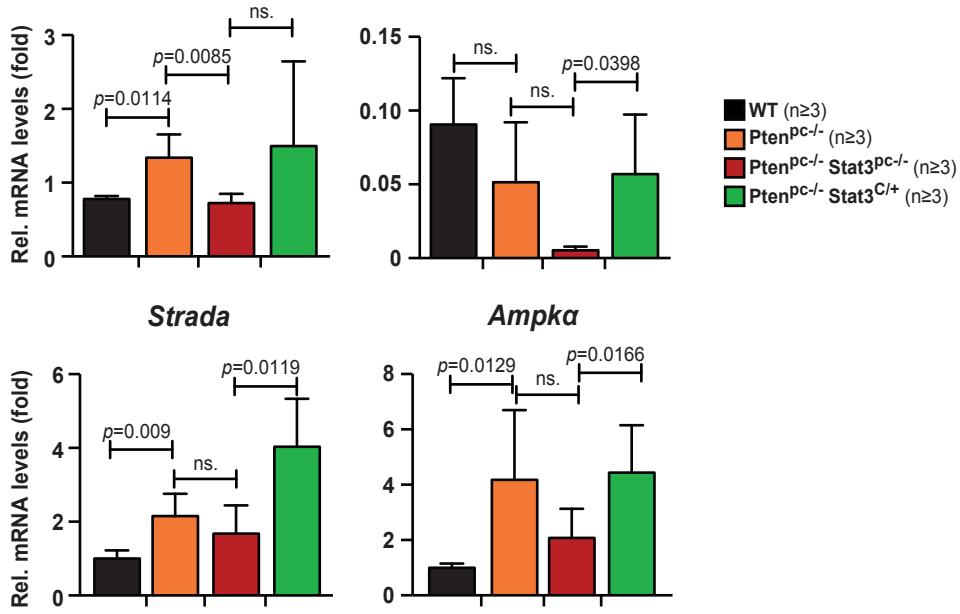 Rel. mRNA levels (fold)
3
2
1
0
p=0.0114
p=0.0085
ns.
0.15
0.10
0.05
0
ns.
ns.
p=0.0398
WT (n≥3)
Pten^pc-/- (n≥3)
Pten^pc-/- Stat3^pc-/- (n≥3)
Pten^pc-/- Stat3^C/+ (n≥3)
Strada
Rel. mRNA levels (fold)
6
4
2
0
p=0.009
ns.
p=0.0119
Ampkα
8
6
4
2
0
p=0.0129
ns.
p=0.0166